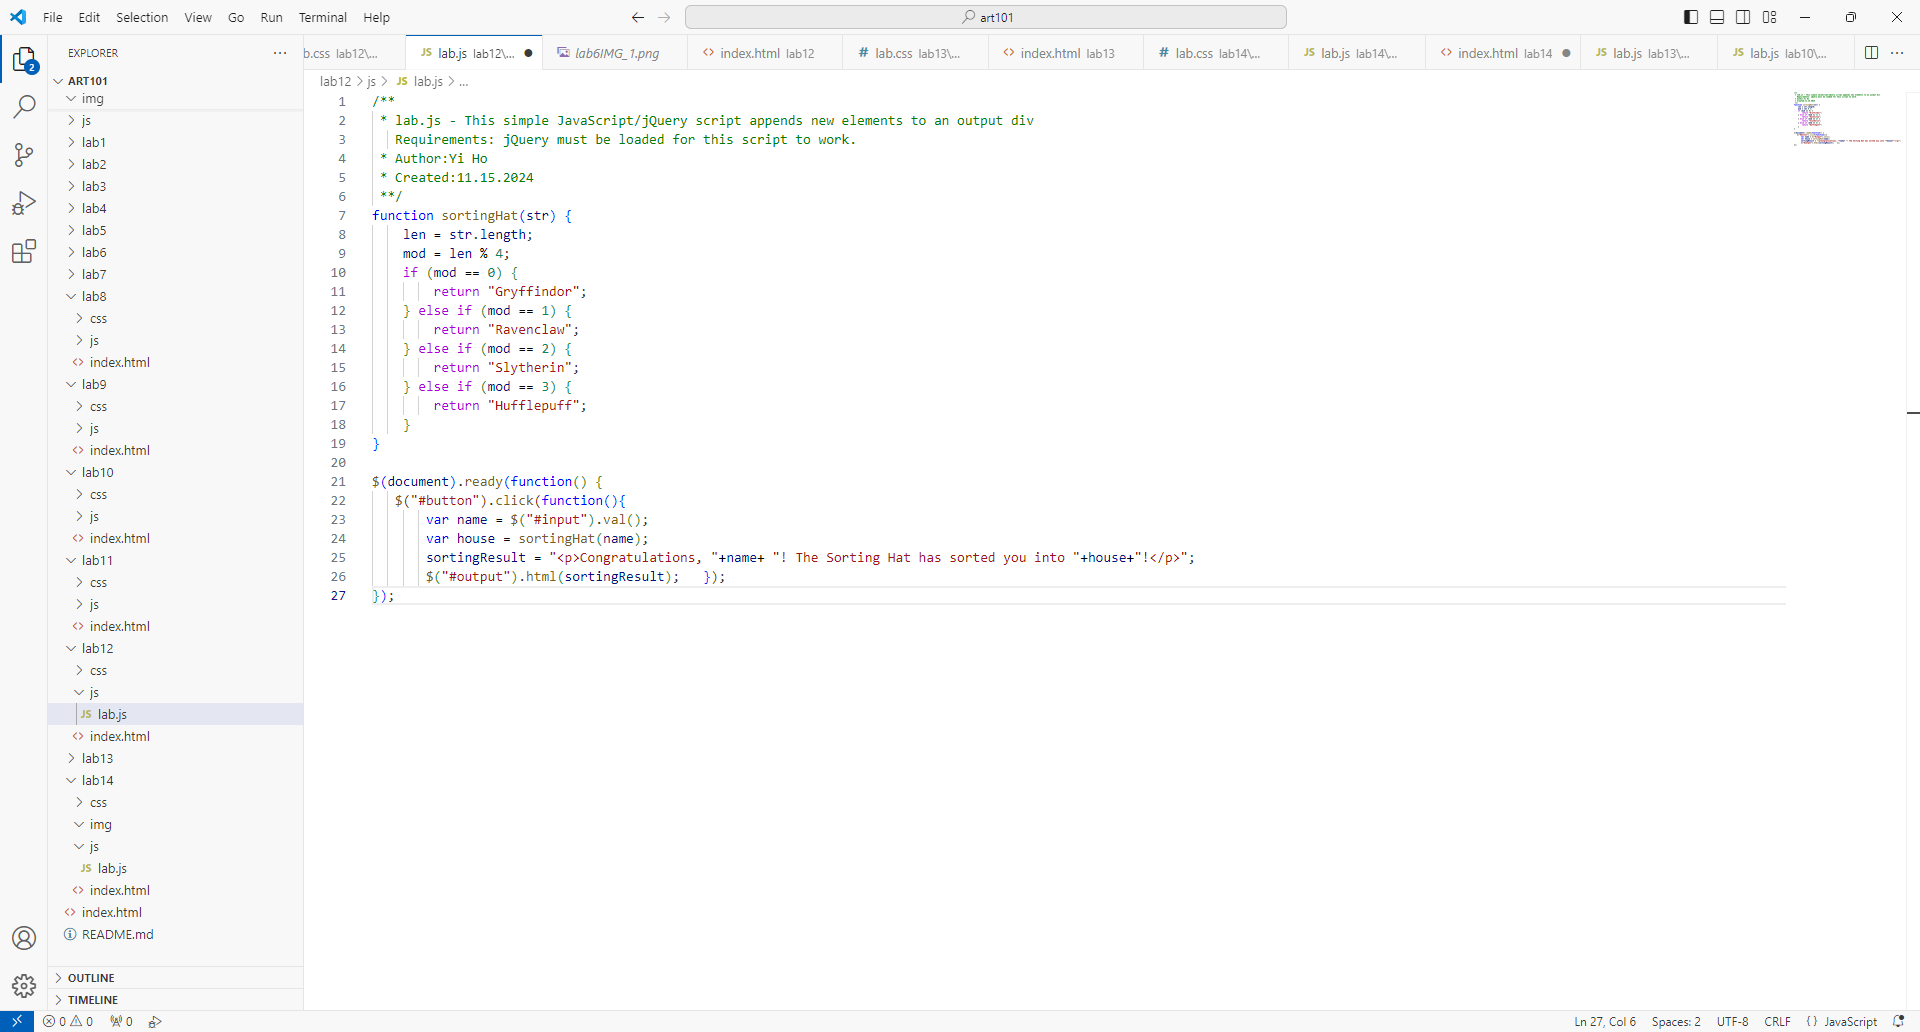 File Edit Selection View Go Run Terminal Help
art101
EXPLORER
b.css lab12\...
JS lab.js lab12\...
lab6IMG_1.png
index.html lab12
# lab.css lab13\...
index.html lab13
# lab.css lab14\...
JS lab.js lab14\...
index.html lab14
JS lab.js lab13\...
JS lab.js lab10\...
2
ART101
img
js
lab1
lab2
lab3
lab4
lab5
lab6
lab7
lab8
css
js
index.html
lab9
css
js
index.html
lab10
css
js
index.html
lab11
css
js
index.html
lab12
css
js
JS lab.js
index.html
lab13
lab14
css
img
js
JS lab.js
index.html
index.html
README.md
OUTLINE
TIMELINE
lab12 > js > JS lab.js > ...
1 /**
2 * lab.js - This simple JavaScript/jQuery script appends new elements to an output div
3 Requirements: jQuery must be loaded for this script to work.
4 * Author:Yi Ho
5 * Created:11.15.2024
6 **/
7 function sortingHat(str) {
8 len = str.length;
9 mod = len % 4;
10 if (mod == 0) {
11 return "Gryffindor";
12 } else if (mod == 1) {
13 return "Ravenclaw";
14 } else if (mod == 2) {
15 return "Slytherin";
16 } else if (mod == 3) {
17 return "Hufflepuff";
18 }
19 }
20
21 $(document).ready(function() {
22 $("#button").click(function(){
23 var name = $("#input").val();
24 var house = sortingHat(name);
25 sortingResult = "<p>Congratulations, "+name+ "! The Sorting Hat has sorted you into "+house+"!</p>";
26 $("#output").html(sortingResult); });
27 });
0 0 0
Ln 27, Col 6 Spaces: 2 UTF-8 CRLF {} JavaScript